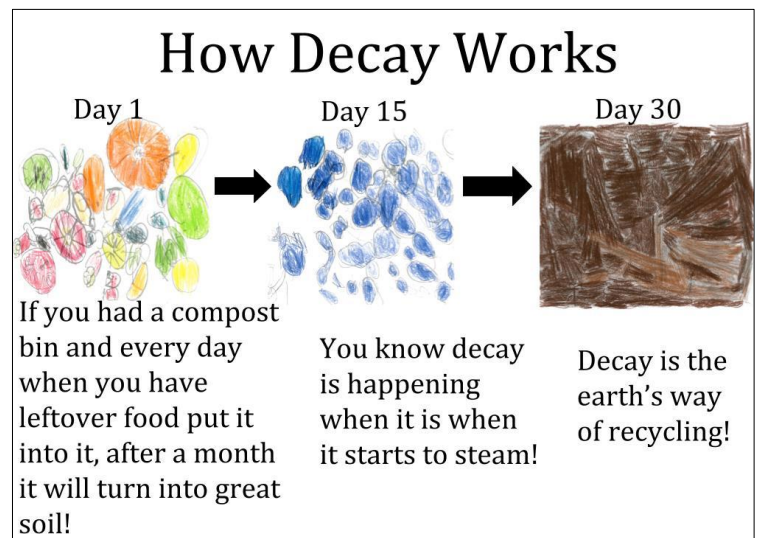 How Decay Works
Day 1
Day 15
Day 30
If you had a compost
bin and every day
when you have
leftover food put it
into it, after a month
it will turn into great
soil!
You know decay
is happening
when it is when
it starts to steam!
Decay is the
earth’s way
of recycling!